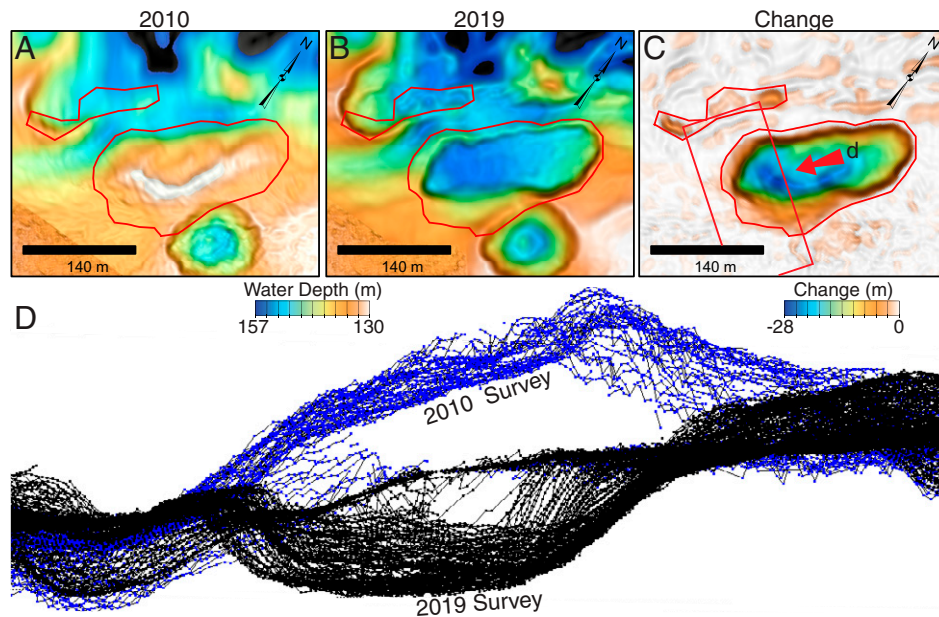 2010
2019
Change
A
N
B
N
C
N
d
140 m
140 m
140 m
D
Water Depth (m)
157
130
Change (m)
-28
0
2010 Survey
2019 Survey